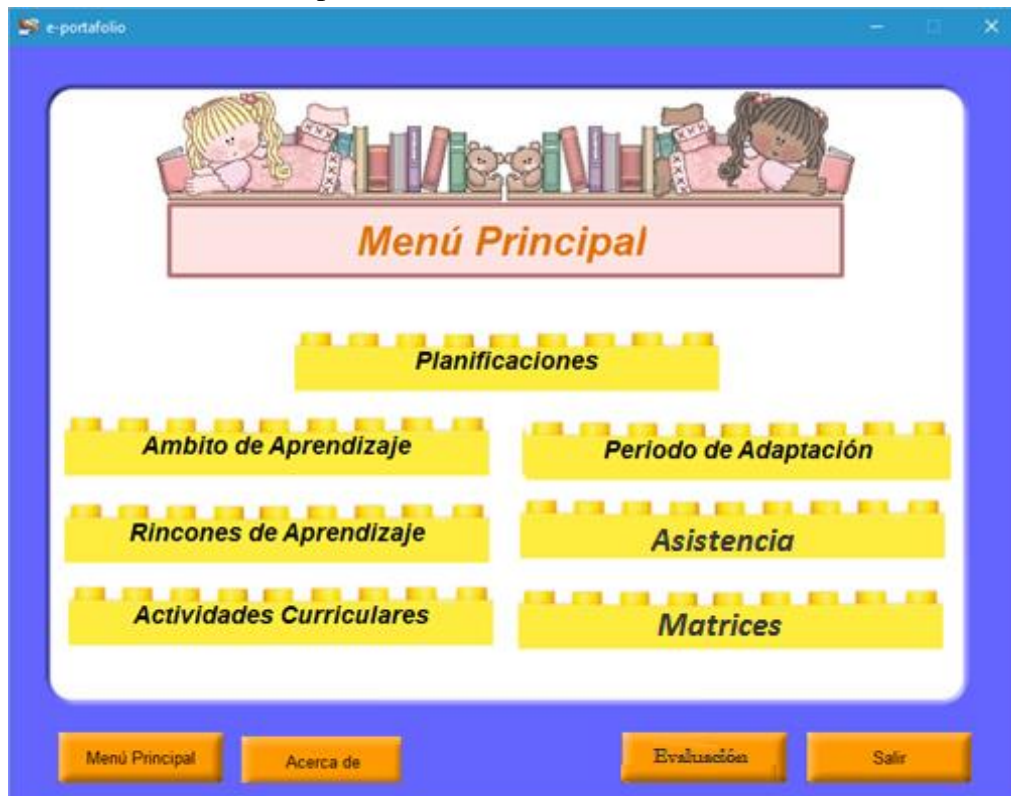 e-portafolio
Menú Principal
Planificaciones
Ambito de Aprendizaje
Periodo de Adaptación
Rincones de Aprendizaje
Asistencia
Actividades Curriculares
Matrices
Menú Principal
Acerca de
Evaluación
Salir